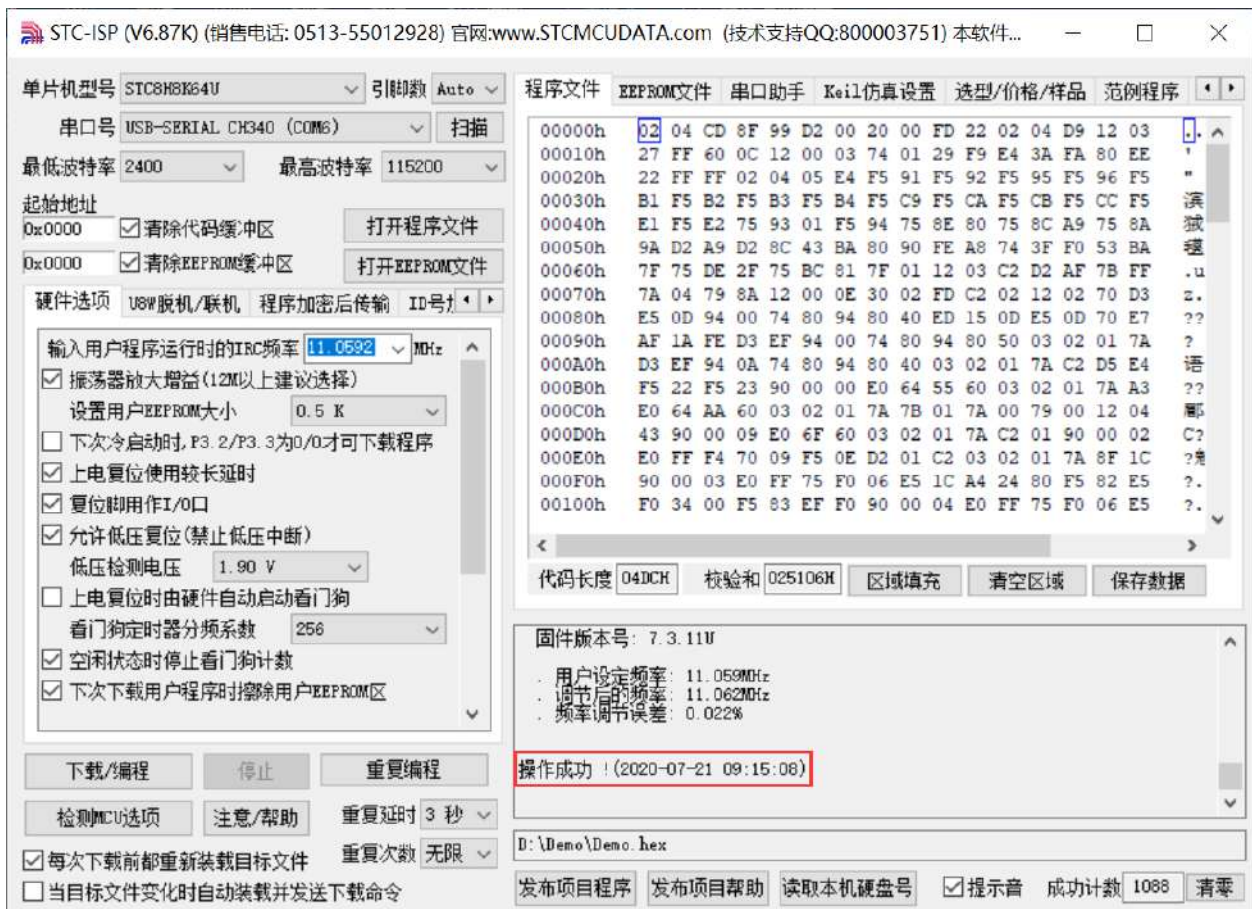 STC-ISP (V6.87K) (销售电话: 0513-55012928) 官网:www.STCMCUDATA.com (技术支持QQ:800003751) 本软件...
单片机型号 STC8H8K64U 引脚数 Auto
串口号 USB-SERIAL CH340 (COM6) 扫描
最低波特率 2400 最高波特率 115200
起始地址
0x0000 清除代码缓冲区 打开程序文件
0x0000 清除EEPROM缓冲区 打开EEPROM文件
硬件选项 U8W脱机/联机 程序加密后传输 ID号
输入用户程序运行时的IRC频率 11.0592 MHz
振荡器放大增益(12M以上建议选择)
设置用户EEPROM大小 0.5 K
下次冷启动时,P3.2/P3.3为0/0才可下载程序
上电复位使用较长延时
复位脚用作I/O口
允许低压复位(禁止低压中断)
低压检测电压 1.90 V
上电复位时由硬件自动启动看门狗
看门狗定时器分频系数 256
空闲状态时停止看门狗计数
下次下载用户程序时擦除用户EEPROM区
下载/编程 停止 重复编程
检测MCU选项 注意/帮助 重复延时 3 秒
每次下载前都重新装载目标文件 重复次数 无限
当目标文件变化时自动装载并发送下载命令
程序文件 EEPROM文件 串口助手 Keil仿真设置 选型/价格/样品 范例程序
00000h 02 04 CD 8F 99 D2 00 20 00 FD 22 02 04 D9 12 03 ..
00010h 27 FF 60 0C 12 00 03 74 01 29 F9 E4 3A FA 80 EE '
00020h 22 FF FF 02 04 05 E4 F5 91 F5 92 F5 95 F5 96 F5 "
00030h B1 F5 B2 F5 B3 F5 B4 F5 C9 F5 CA F5 CB F5 CC F5
00040h E1 F5 E2 75 93 01 F5 94 75 8E 80 75 8C A9 75 8A
00050h 9A D2 A9 D2 8C 43 BA 80 90 FE A8 74 3F F0 53 BA
00060h 7F 75 DE 2F 75 BC 81 7F 01 12 03 C2 D2 AF 7B FF .u
00070h 7A 04 79 8A 12 00 0E 30 02 FD C2 02 12 02 70 D3 z.
00080h E5 0D 94 00 74 80 94 80 40 ED 15 0D E5 0D 70 E7 ??
00090h AF 1A FE D3 EF 94 00 74 80 94 80 50 03 02 01 7A ?
000A0h D3 EF 94 0A 74 80 94 80 40 03 02 01 7A C2 D5 E4 语
000B0h F5 22 F5 23 90 00 00 E0 64 55 60 03 02 01 7A A3 ??
000C0h E0 64 AA 60 03 02 01 7A 7B 01 7A 00 79 00 12 04
000D0h 43 90 00 09 E0 6F 60 03 02 01 7A C2 01 90 00 02 C?
000E0h E0 FF F4 70 09 F5 0E D2 01 C2 03 02 01 7A 8F 1C
000F0h 90 00 03 E0 FF 75 F0 06 E5 1C A4 24 80 F5 82 E5 ?.
00100h F0 34 00 F5 83 EF F0 90 00 04 E0 FF 75 F0 06 E5 ?.
代码长度 04DCH 校验和 025106H 区域填充 清空区域 保存数据
固件版本号: 7.3.11U
. 用户设定频率: 11.059MHz
. 调节后的频率: 11.062MHz
. 频率调节误差: 0.022%
操作成功 !(2020-07-21 09:15:08)
D:\Demo\Demo.hex
发布项目程序 发布项目帮助 读取本机硬盘号 提示音 成功计数 1088 清零